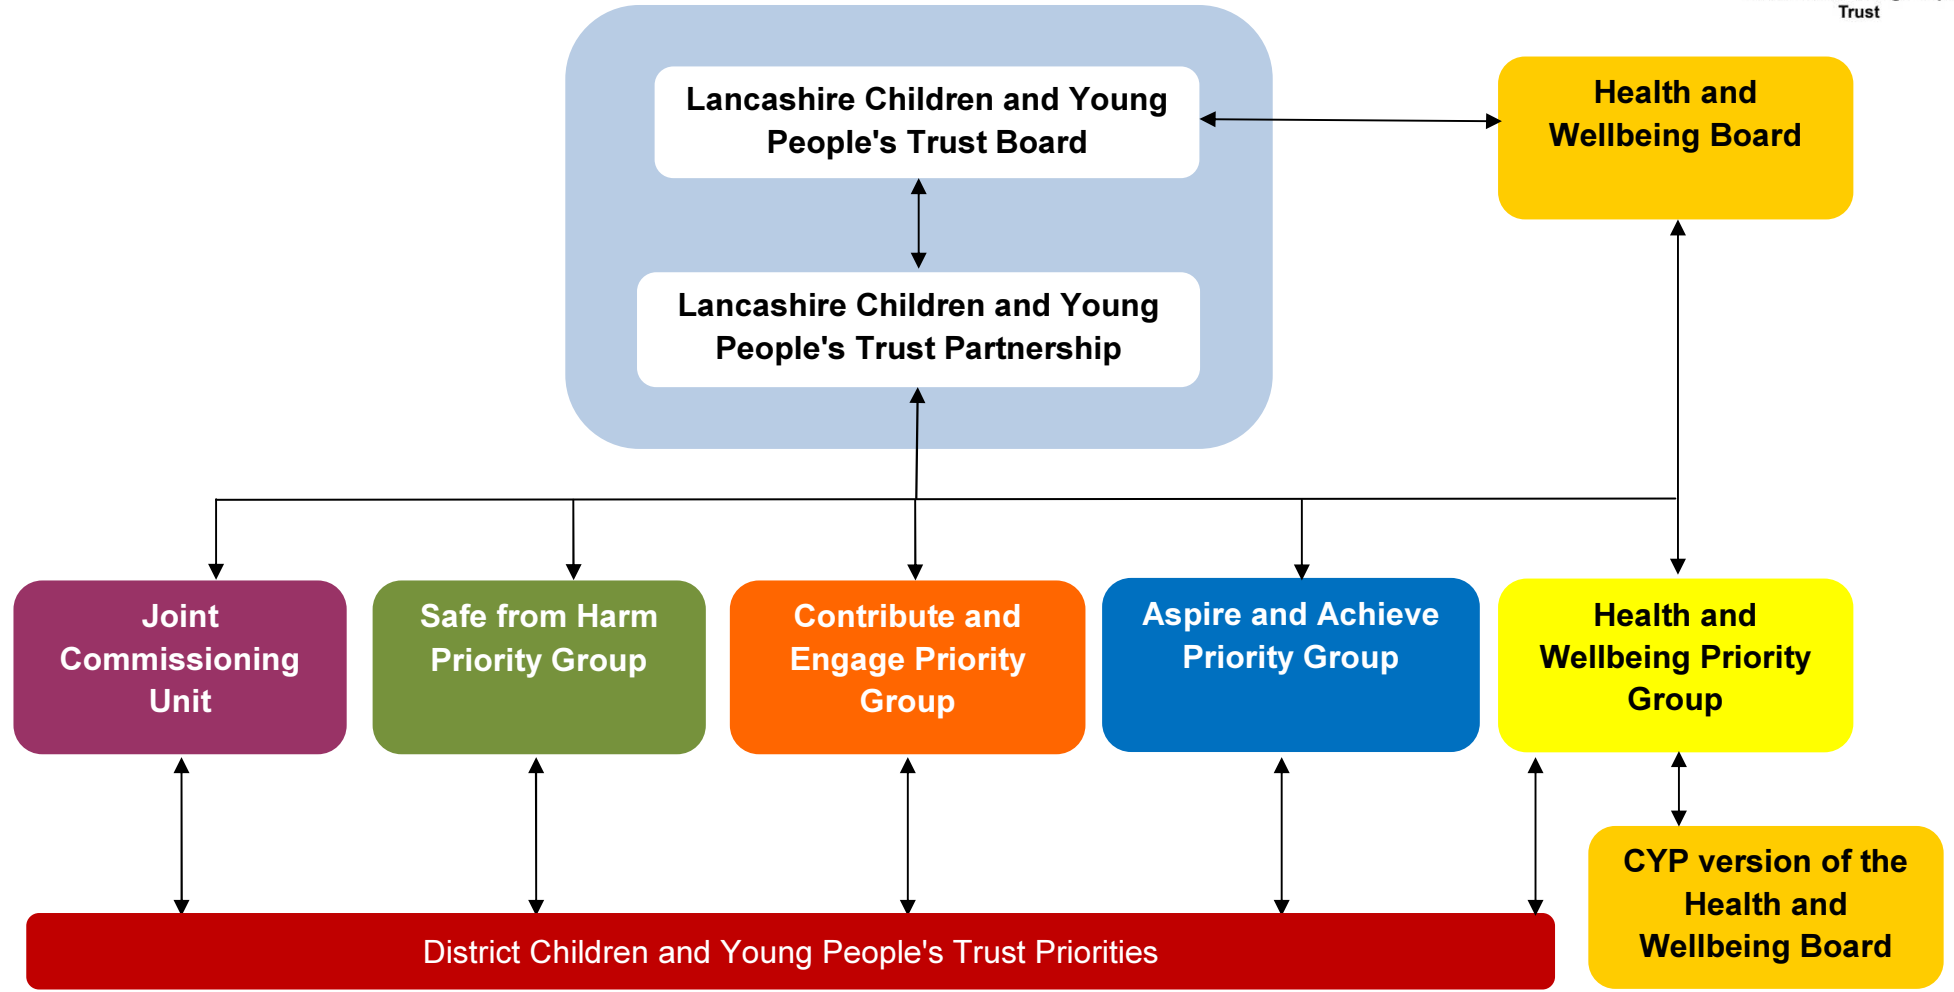 Trust
Lancashire Children and Young
People's Trust Board
Health and
Wellbeing Board
Lancashire Children and Young
People's Trust Partnership
Joint
Commissioning
Unit
Safe from Harm
Priority Group
Contribute and
Engage Priority
Group
Aspire and Achieve
Priority Group
Health and
Wellbeing Priority
Group
CYP version of the
Health and
Wellbeing Board
District Children and Young People's Trust Priorities